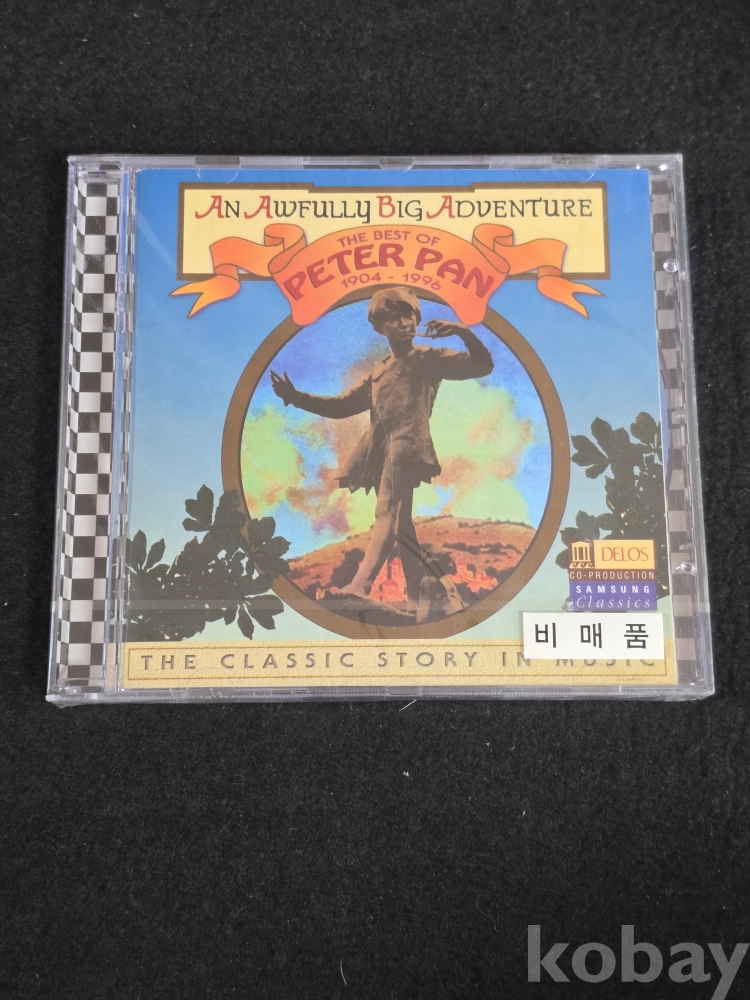 AN AWFULLY BIG ADVENTURE
THE BEST OF
PETER PAN
1904 - 1996
DELOS
CO-PRODUCTION
SAMSUNG
Classics
비매품
THE CLASSIC STORY IN MUSIC
kobay